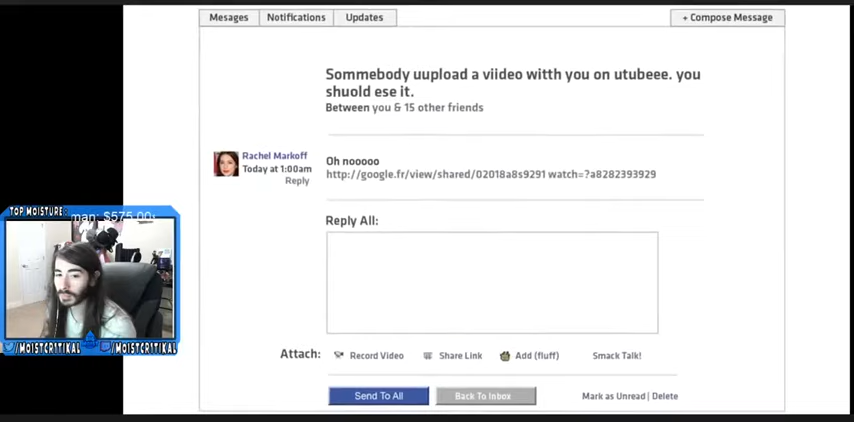 Mesages Notifications Updates + Compose Message
Sommebody uupload a viideo witth you on utubeee. you
shuold ese it.
Between you & 15 other friends
Rachel Markoff
Today at 1:00am
Reply
Oh nooooo
http://google.fr/view/shared/02018a8s9291 watch=?a8282393929
Reply All:
TOP MOISTURE:
man: $575.00
/MO1STCR1T1KAL /MO1STCR1T1KAL
Attach: Record Video Share Link Add (fluff) Smack Talk!
Send To All Back To Inbox Mark as Unread | Delete